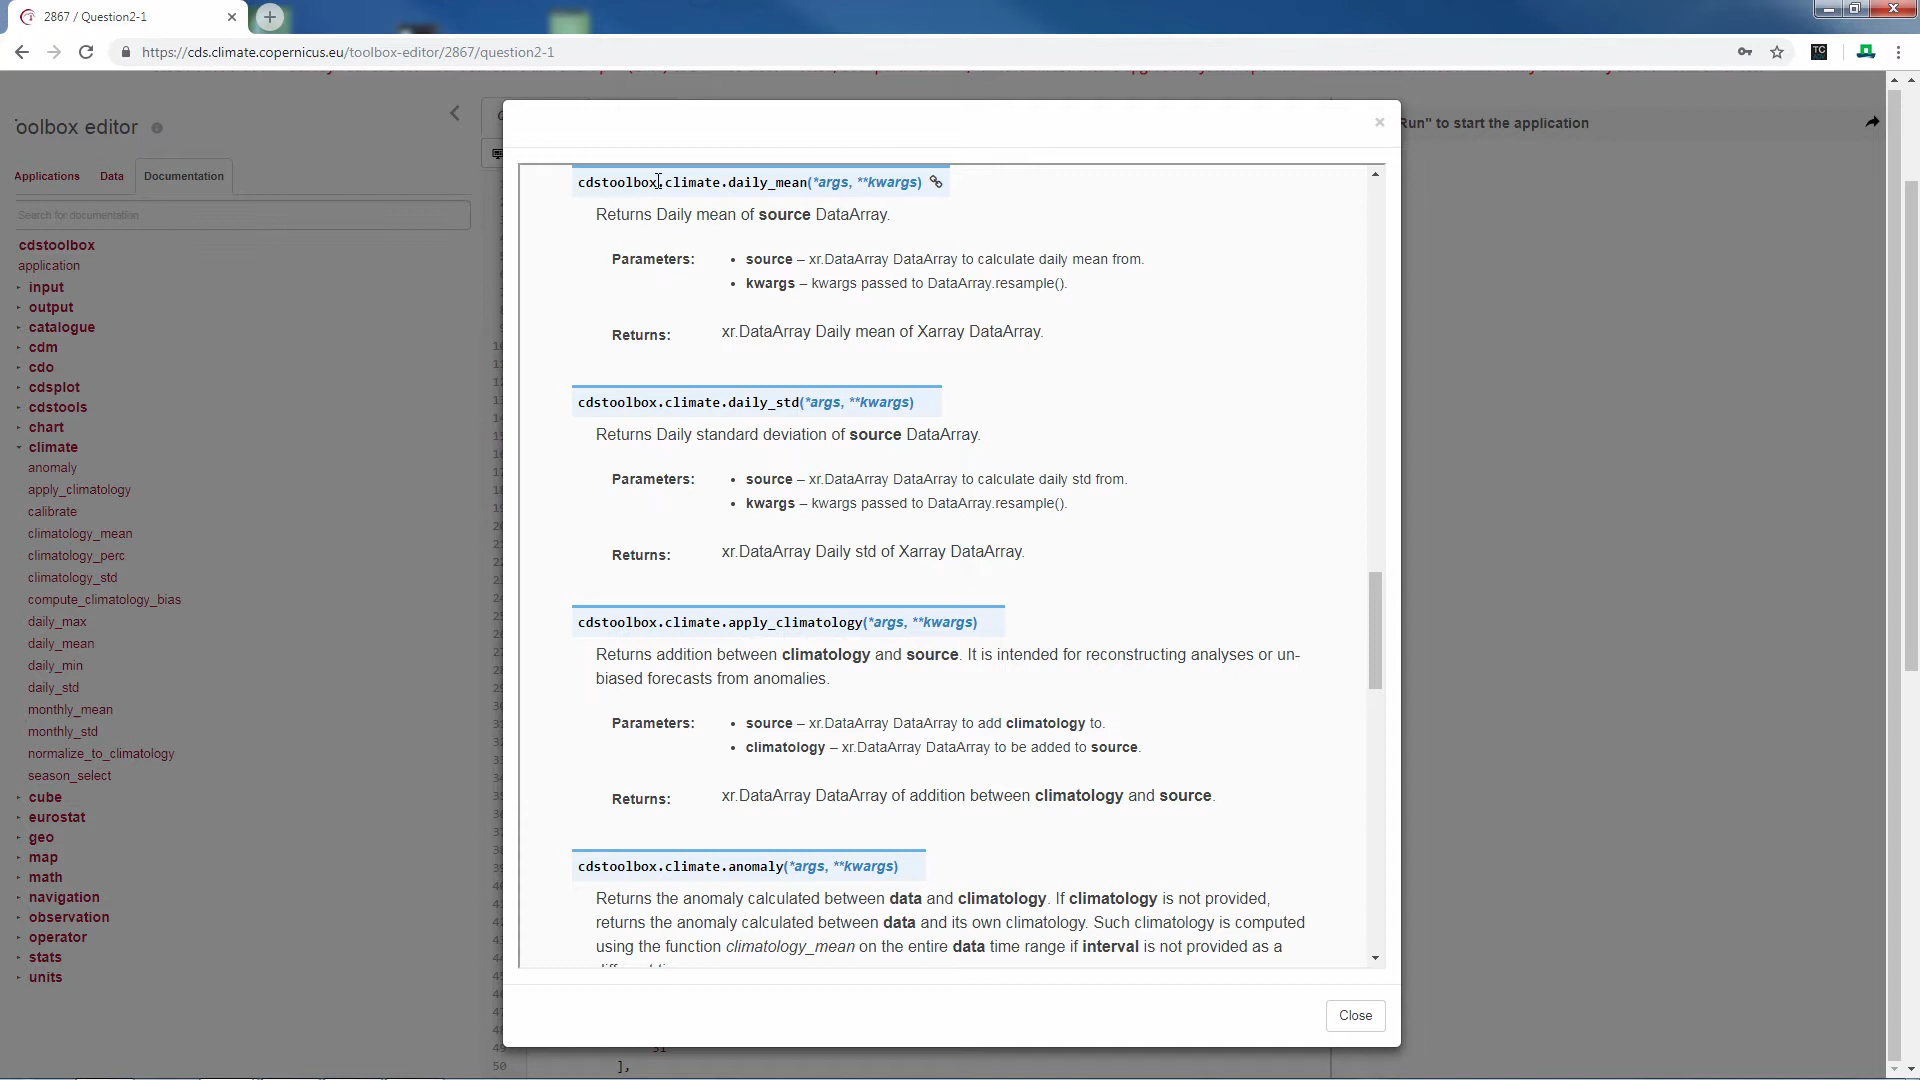 2867 / Question2-1
https://cds.climate.copernicus.eu/toolbox-editor/2867/question2-1
TC
oolbox editor
Run" to start the application
Applications
Data
Documentation
Search for documentation
cdstoolbox
application
input
output
catalogue
cdm
cdo
cdsplot
cdstools
chart
climate
anomaly
apply_climatology
calibrate
climatology_mean
climatology_perc
climatology_std
compute_climatology_bias
daily_max
daily_mean
daily_min
daily_std
monthly_mean
monthly_std
normalize_to_climatology
season_select
cube
eurostat
geo
map
math
navigation
observation
operator
stats
units
cdstoolbox.climate.daily_mean(*args, **kwargs)
Returns Daily mean of source DataArray.
Parameters:
• source – xr.DataArray DataArray to calculate daily mean from.
• kwargs – kwargs passed to DataArray.resample().
Returns: xr.DataArray Daily mean of Xarray DataArray.
cdstoolbox.climate.daily_std(*args, **kwargs)
Returns Daily standard deviation of source DataArray.
Parameters:
• source – xr.DataArray DataArray to calculate daily std from.
• kwargs – kwargs passed to DataArray.resample().
Returns: xr.DataArray Daily std of Xarray DataArray.
cdstoolbox.climate.apply_climatology(*args, **kwargs)
Returns addition between climatology and source. It is intended for reconstructing analyses or un-
biased forecasts from anomalies.
Parameters:
• source – xr.DataArray DataArray to add climatology to.
• climatology – xr.DataArray DataArray to be added to source.
Returns: xr.DataArray DataArray of addition between climatology and source.
cdstoolbox.climate.anomaly(*args, **kwargs)
Returns the anomaly calculated between data and climatology. If climatology is not provided,
returns the anomaly calculated between data and its own climatology. Such climatology is computed
using the function climatology_mean on the entire data time range if interval is not provided as a
Close
49
50
],